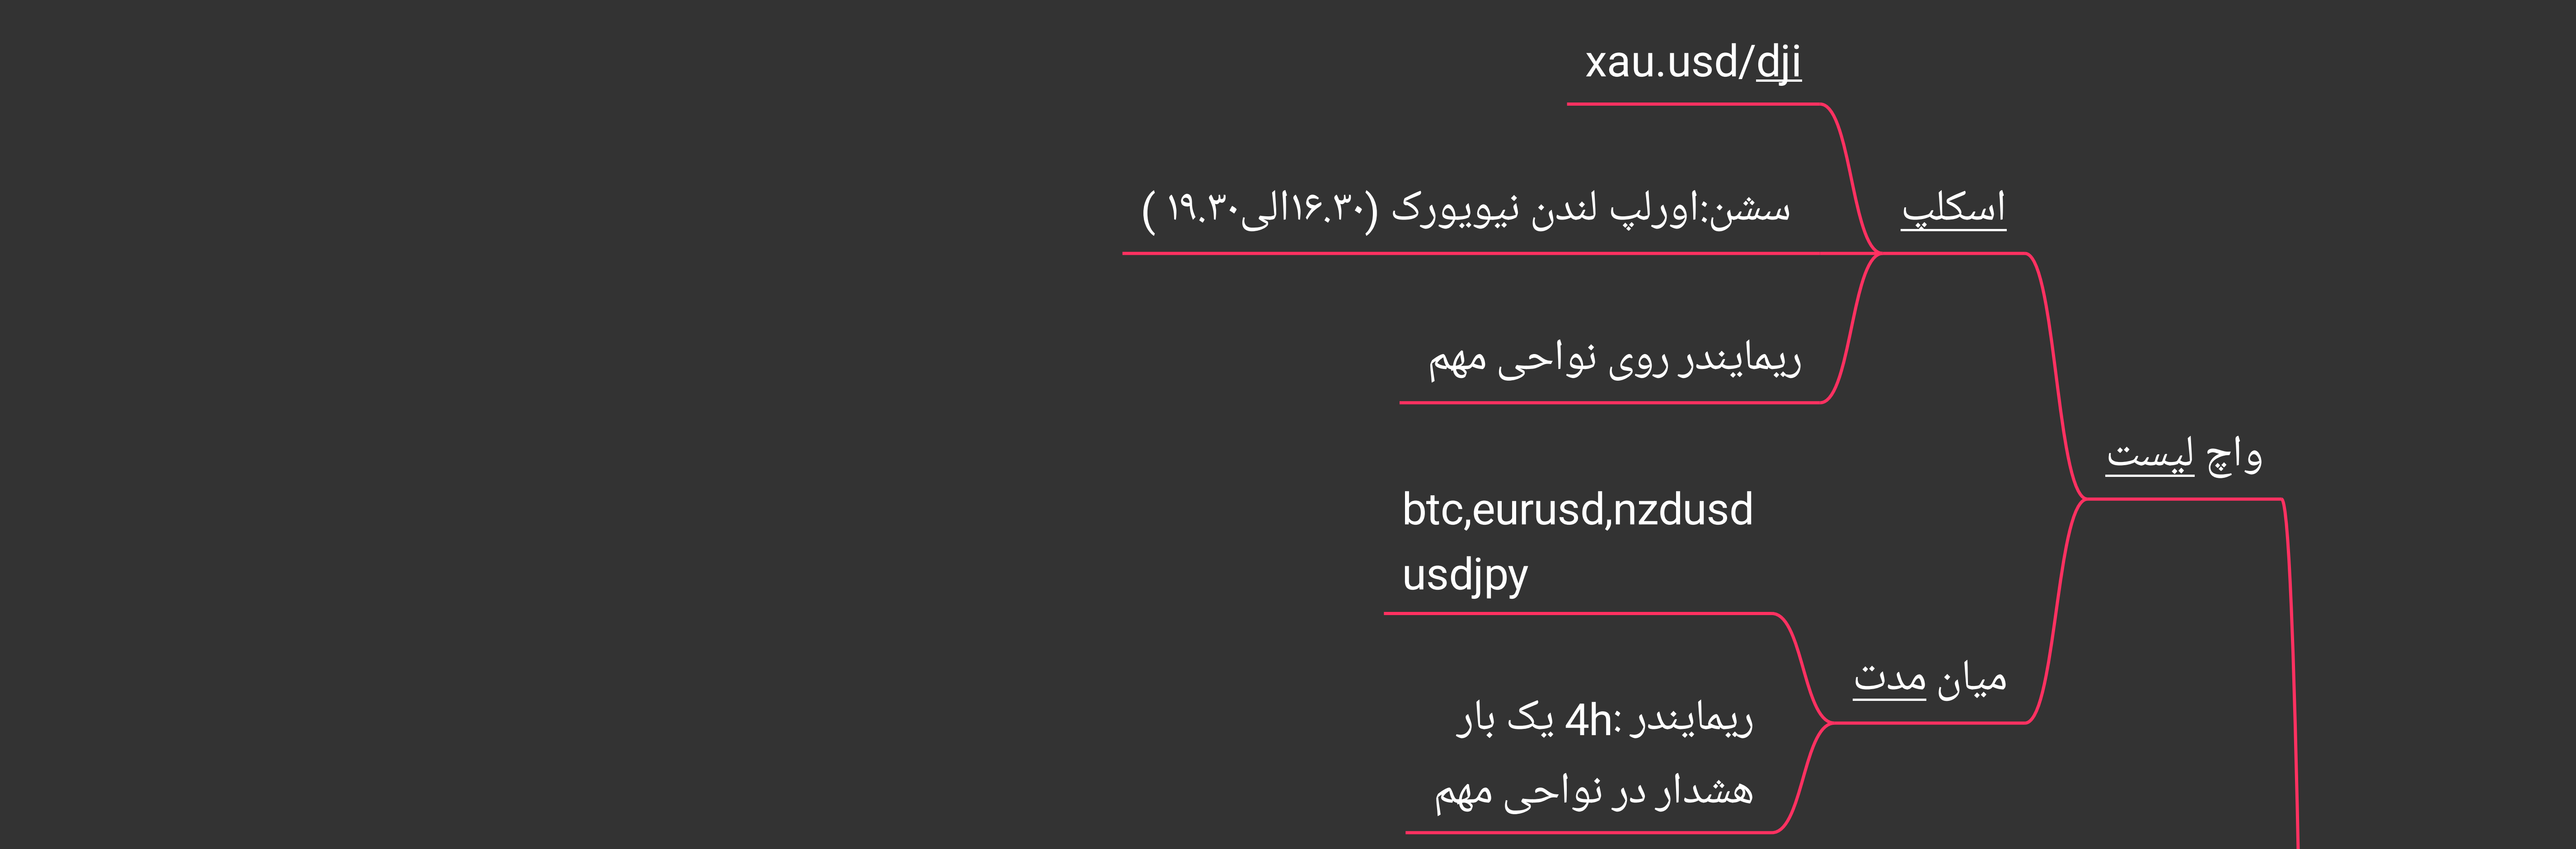 xau.usd/dji
سشن:اورلپ لندن نیویورک (۱۶.۳۰الی۱۹.۳۰ )
اسکلپ
ریمایندر روی نواحی مهم
واچ لیست
btc,eurusd,nzdusd
usdjpy
میان مدت
ریمایندر :4h یک بار
هشدار در نواحی مهم